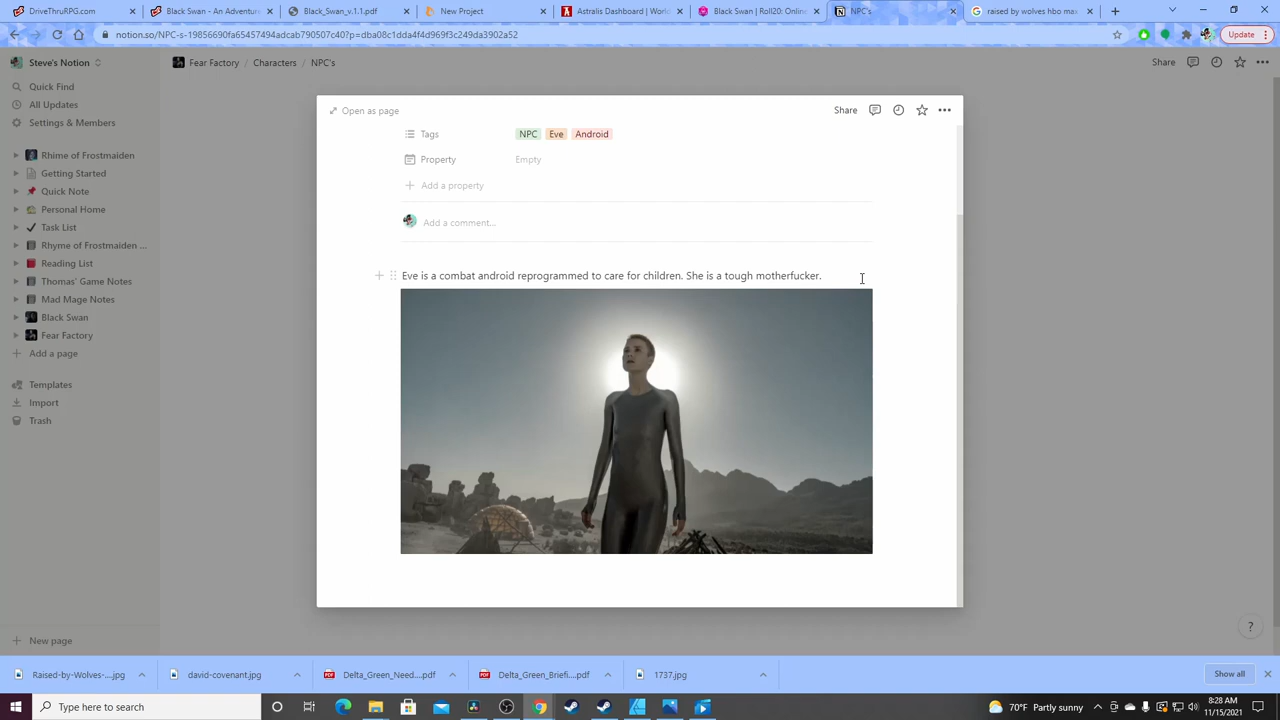 DriveThruRPG.com
Black Swan - An Adventu
Black_Swan_v.1.1.pdf
New Project
Astralis Dashboard | Worl
Black Swan | Roll20: Onlin
NPC's
raised by wolves hbo max
notion.so/NPC-s-19856690fa65457494adcab790507c40?p=dba08c1dda4f4d969f3c249da3902a52
Update
Steve's Notion
Fear Factory / Characters / NPC's
Share
Quick Find
All Updates
Settings & Members
Rhime of Frostmaiden
Getting Started
Quick Note
Personal Home
Task List
Rhyme of Frostmaiden ...
Reading List
Thomas' Game Notes
Mad Mage Notes
Black Swan
Fear Factory
Add a page
Templates
Import
Trash
New page
Open as page
Share
Tags NPC Eve Android
Property Empty
Add a property
Add a comment...
Eve is a combat android reprogrammed to care for children. She is a tough motherfucker.
?
Raised-by-Wolves-....jpg
david-covenant.jpg
Delta_Green_Need....pdf
Delta_Green_Briefi....pdf
1737.jpg
Show all
Type here to search
70°F Partly sunny
8:28 AM
11/15/2021